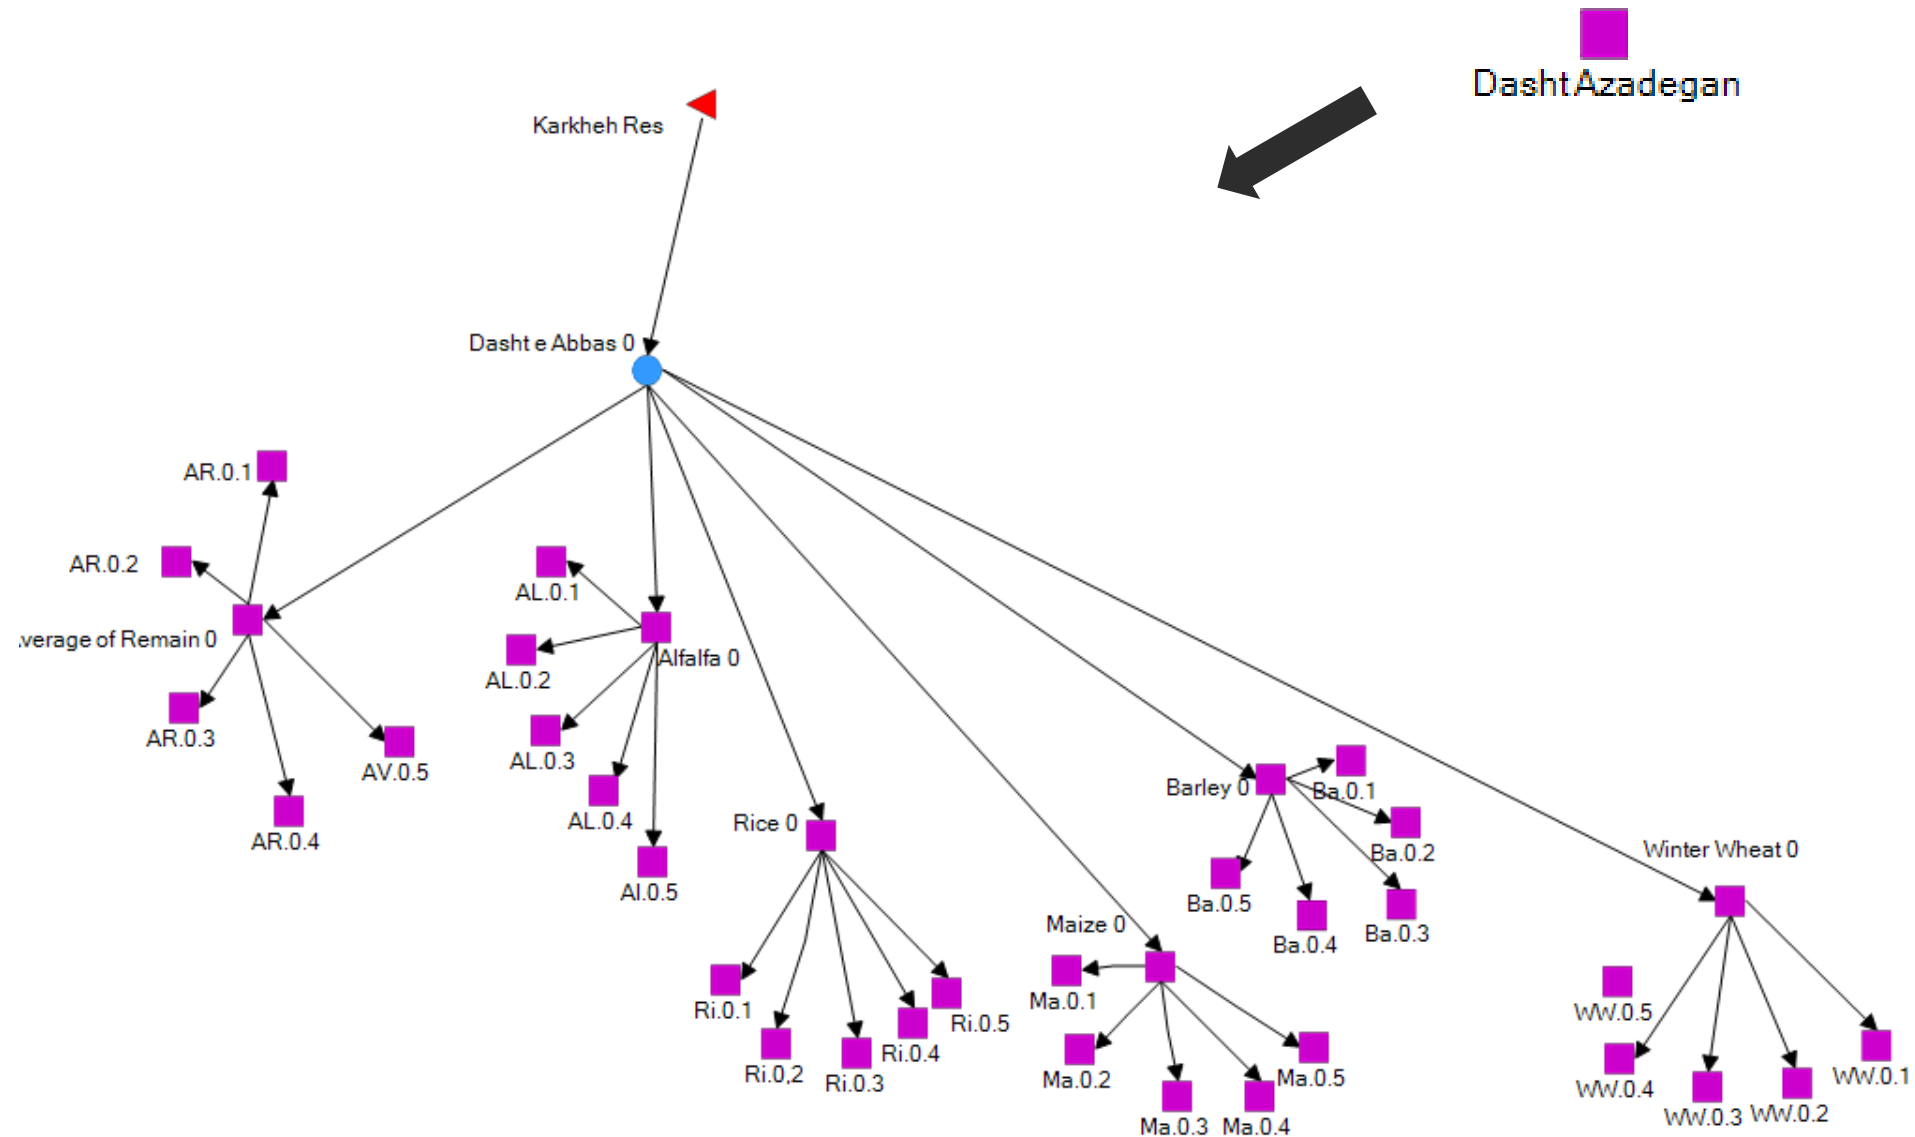 Dasht Azadegan
Karkheh Res
Dasht e Abbas 0
AR.0.1
AR.0.2
verage of Remain 0
AR.0.3
AR.0.4
AV.0.5
AL.0.1
AL.0.2
Alfalfa 0
AL.0.3
AL.0.4
Al.0.5
Rice 0
Ri.0.1
Ri.0,2
Ri.0.3
Ri.0.4
Ri.0.5
Maize 0
Ma.0.1
Ma.0.2
Ma.0.3
Ma.0.4
Ma.0.5
Barley 0
Ba.0.1
Ba.0.2
Ba.0.3
Ba.0.4
Ba.0.5
Winter Wheat 0
WW.0.5
WW.0.4
WW.0.3
WW.0.2
WW.0.1